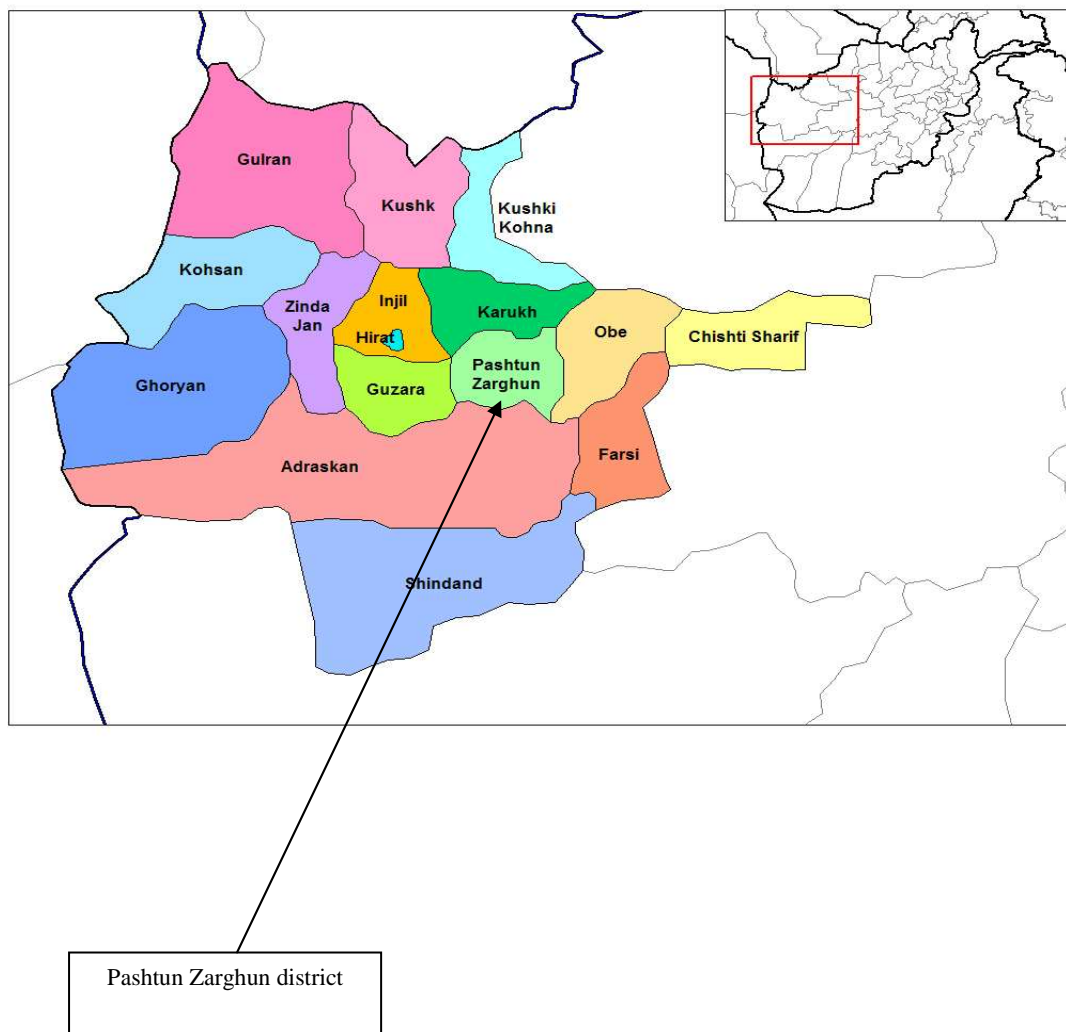 Gulran
Kushk
Kushki
Kohna
Kohsan
Zinda
Jan
Injil
Hirat
Karukh
Obe
Chishti Sharif
Pashtun
Zarghun
Ghoryan
Guzara
Adraskan
Farsi
Shindand
Pashtun Zarghun district